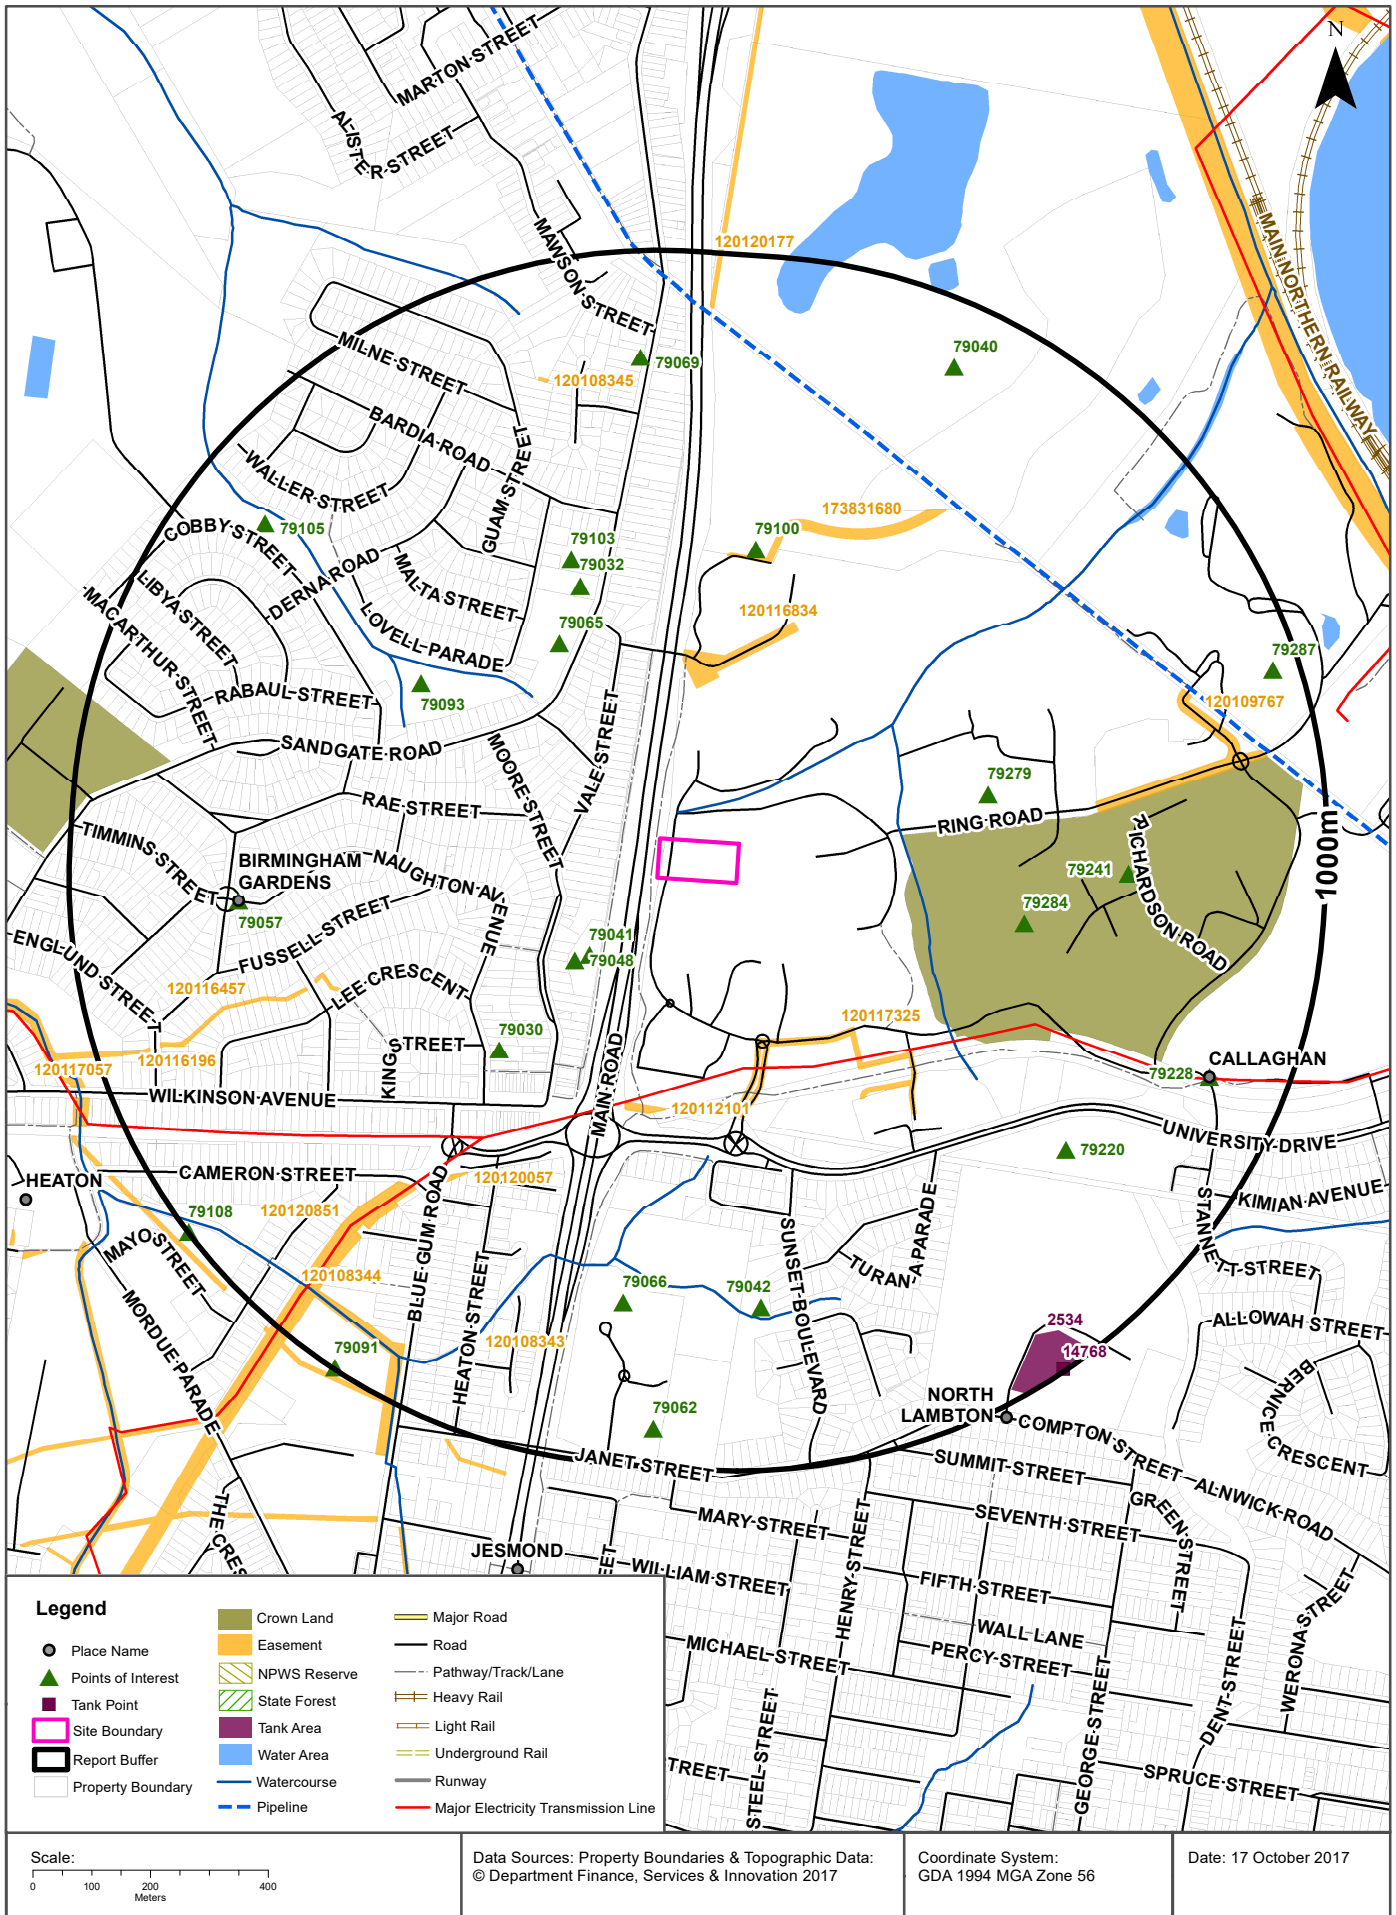 MARTON STREET
N
ALISTER STREET
MAWSON STREET
120120177
MAIN NORTHERN RAILWAY
MILNE STREET
79069
79040
120108345
BARDIA ROAD
GUAM STREET
WALLER STREET
173831680
COBBY STREET
79105
79103
79100
79032
DERNA ROAD
MALTA STREET
LIBYA STREET
MACARTHUR STREET
LOVELL PARADE
79065
120116834
79287
RABAUL STREET
79093
120109767
SANDGATE ROAD
MOORE STREET
VALE STREET
79279
RAE STREET
RING ROAD
RICHARDSON ROAD
1000m
TIMMINS STREET
BIRMINGHAM
GARDENS
NAUGHTON AVENUE
79241
79057
79284
FUSSELL STREET
79041
79048
ENGLUND STREET
LEE CRESCENT
120116457
120117325
79030
KING STREET
MAIN ROAD
120116196
120117057
CALLAGHAN
79228
WILKINSON AVENUE
120112101
UNIVERSITY DRIVE
79220
HEATON
CAMERON STREET
120120057
KIMIAN AVENUE
79108
120120851
BLUE GUM ROAD
SUNSET BOULEVARD
TURANA PARADE
STANNETT STREET
MAYO STREET
120108344
79066
79042
HEATON STREET
MORDUE PARADE
79091
120108343
2534
14768
ALLOWAH STREET
BERNICE CRESCENT
NORTH
LAMBTON
79062
COMPTON STREET
JANET STREET
SUMMIT STREET
ALNWICK ROAD
GREEN STREET
THE CRES
MARY STREET
HENRY STREET
SEVENTH STREET
JESMOND
EET
WILLIAM STREET
FIFTH STREET
WERONA STREET
WALL LANE
MICHAEL STREET
PERCY STREET
DENT STREET
GEORGE STREET
STEEL STREET
TREET
SPRUCE STREET
Legend
Place Name
Points of Interest
Tank Point
Site Boundary
Report Buffer
Property Boundary
Crown Land
Easement
NPWS Reserve
State Forest
Tank Area
Water Area
Watercourse
Pipeline
Major Road
Road
Pathway/Track/Lane
Heavy Rail
Light Rail
Underground Rail
Runway
Major Electricity Transmission Line
Scale:
0 100 200 400
Meters
Data Sources: Property Boundaries & Topographic Data:
© Department Finance, Services & Innovation 2017
Coordinate System:
GDA 1994 MGA Zone 56
Date: 17 October 2017